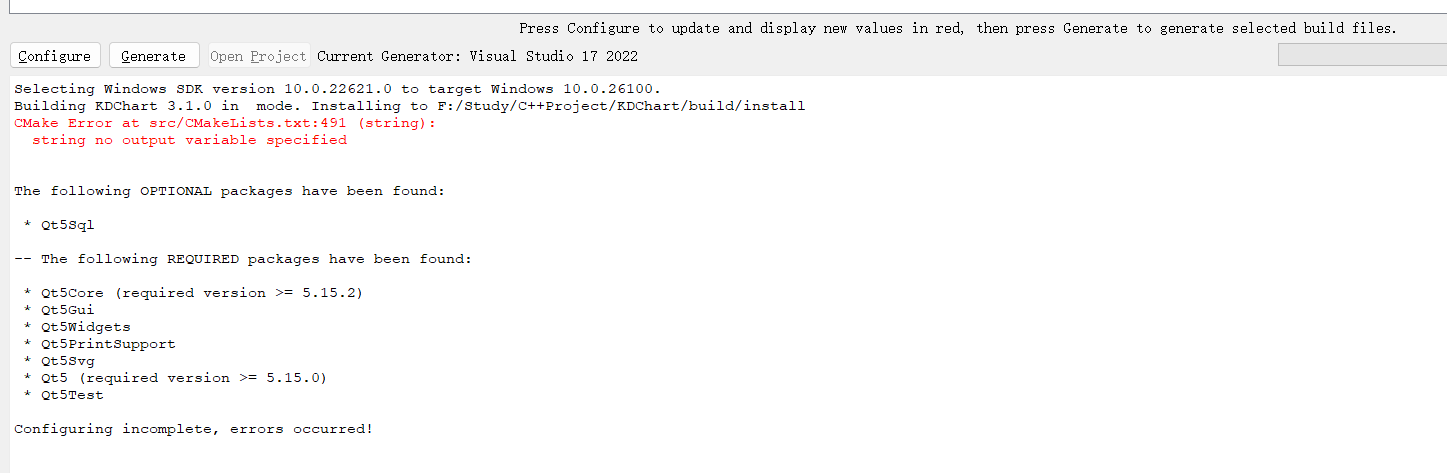 Press Configure to update and display new values in red, then press Generate to generate selected build files.
Configure Generate Open Project Current Generator: Visual Studio 17 2022
Selecting Windows SDK version 10.0.22621.0 to target Windows 10.0.26100.
Building KDChart 3.1.0 in  mode. Installing to F:/Study/C++Project/KDChart/build/install
CMake Error at src/CMakeLists.txt:491 (string):
  string no output variable specified
The following OPTIONAL packages have been found:
 * Qt5Sql
-- The following REQUIRED packages have been found:
 * Qt5Core (required version >= 5.15.2)
 * Qt5Gui
 * Qt5Widgets
 * Qt5PrintSupport
 * Qt5Svg
 * Qt5 (required version >= 5.15.0)
 * Qt5Test
Configuring incomplete, errors occurred!